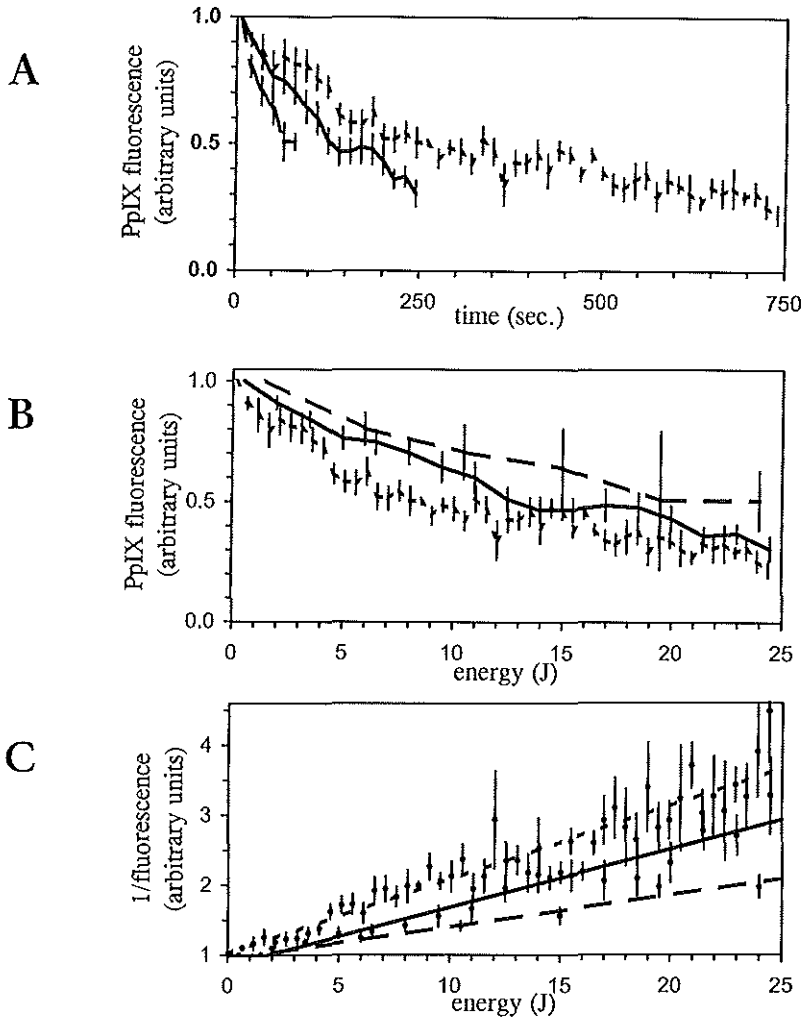 A
PpIX fluorescence
(arbitrary units)
1.0
0.5
0.0
0
250
500
750
time (sec.)
B
PpIX fluorescence
(arbitrary units)
1.0
0.5
0.0
0
5
10
15
20
25
energy (J)
C
1/fluorescence
(arbitrary units)
4
3
2
1
0
5
10
15
20
25
energy (J)